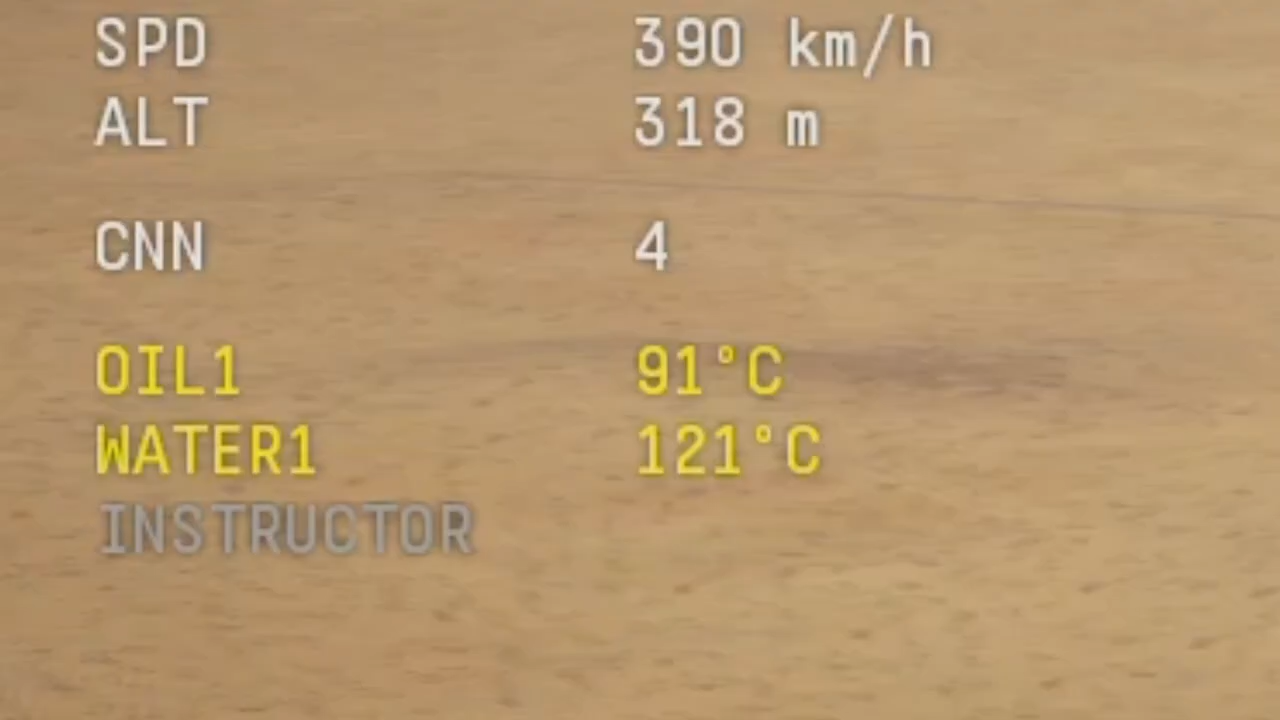 SPD 390 km/h
ALT 318 m
CNN 4
OIL1 91°C
WATER1 121°C
INSTRUCTOR